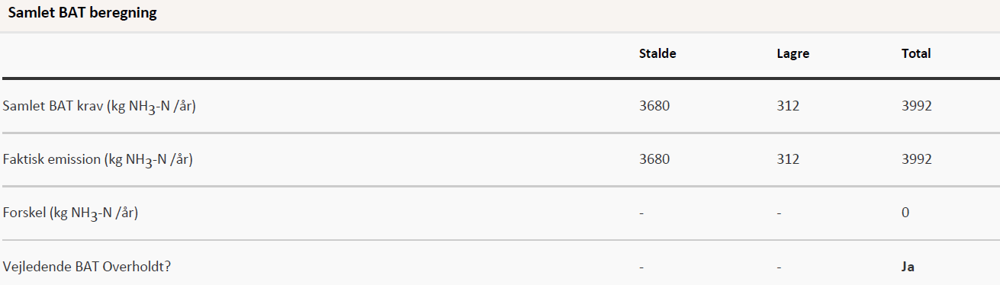 Samlet BAT beregning
Stalde Lagre Total
Samlet BAT krav (kg NH3-N /år) 3680 312 3992
Faktisk emission (kg NH3-N /år) 3680 312 3992
Forskel (kg NH3-N /år) - - 0
Vejledende BAT Overholdt? - - Ja